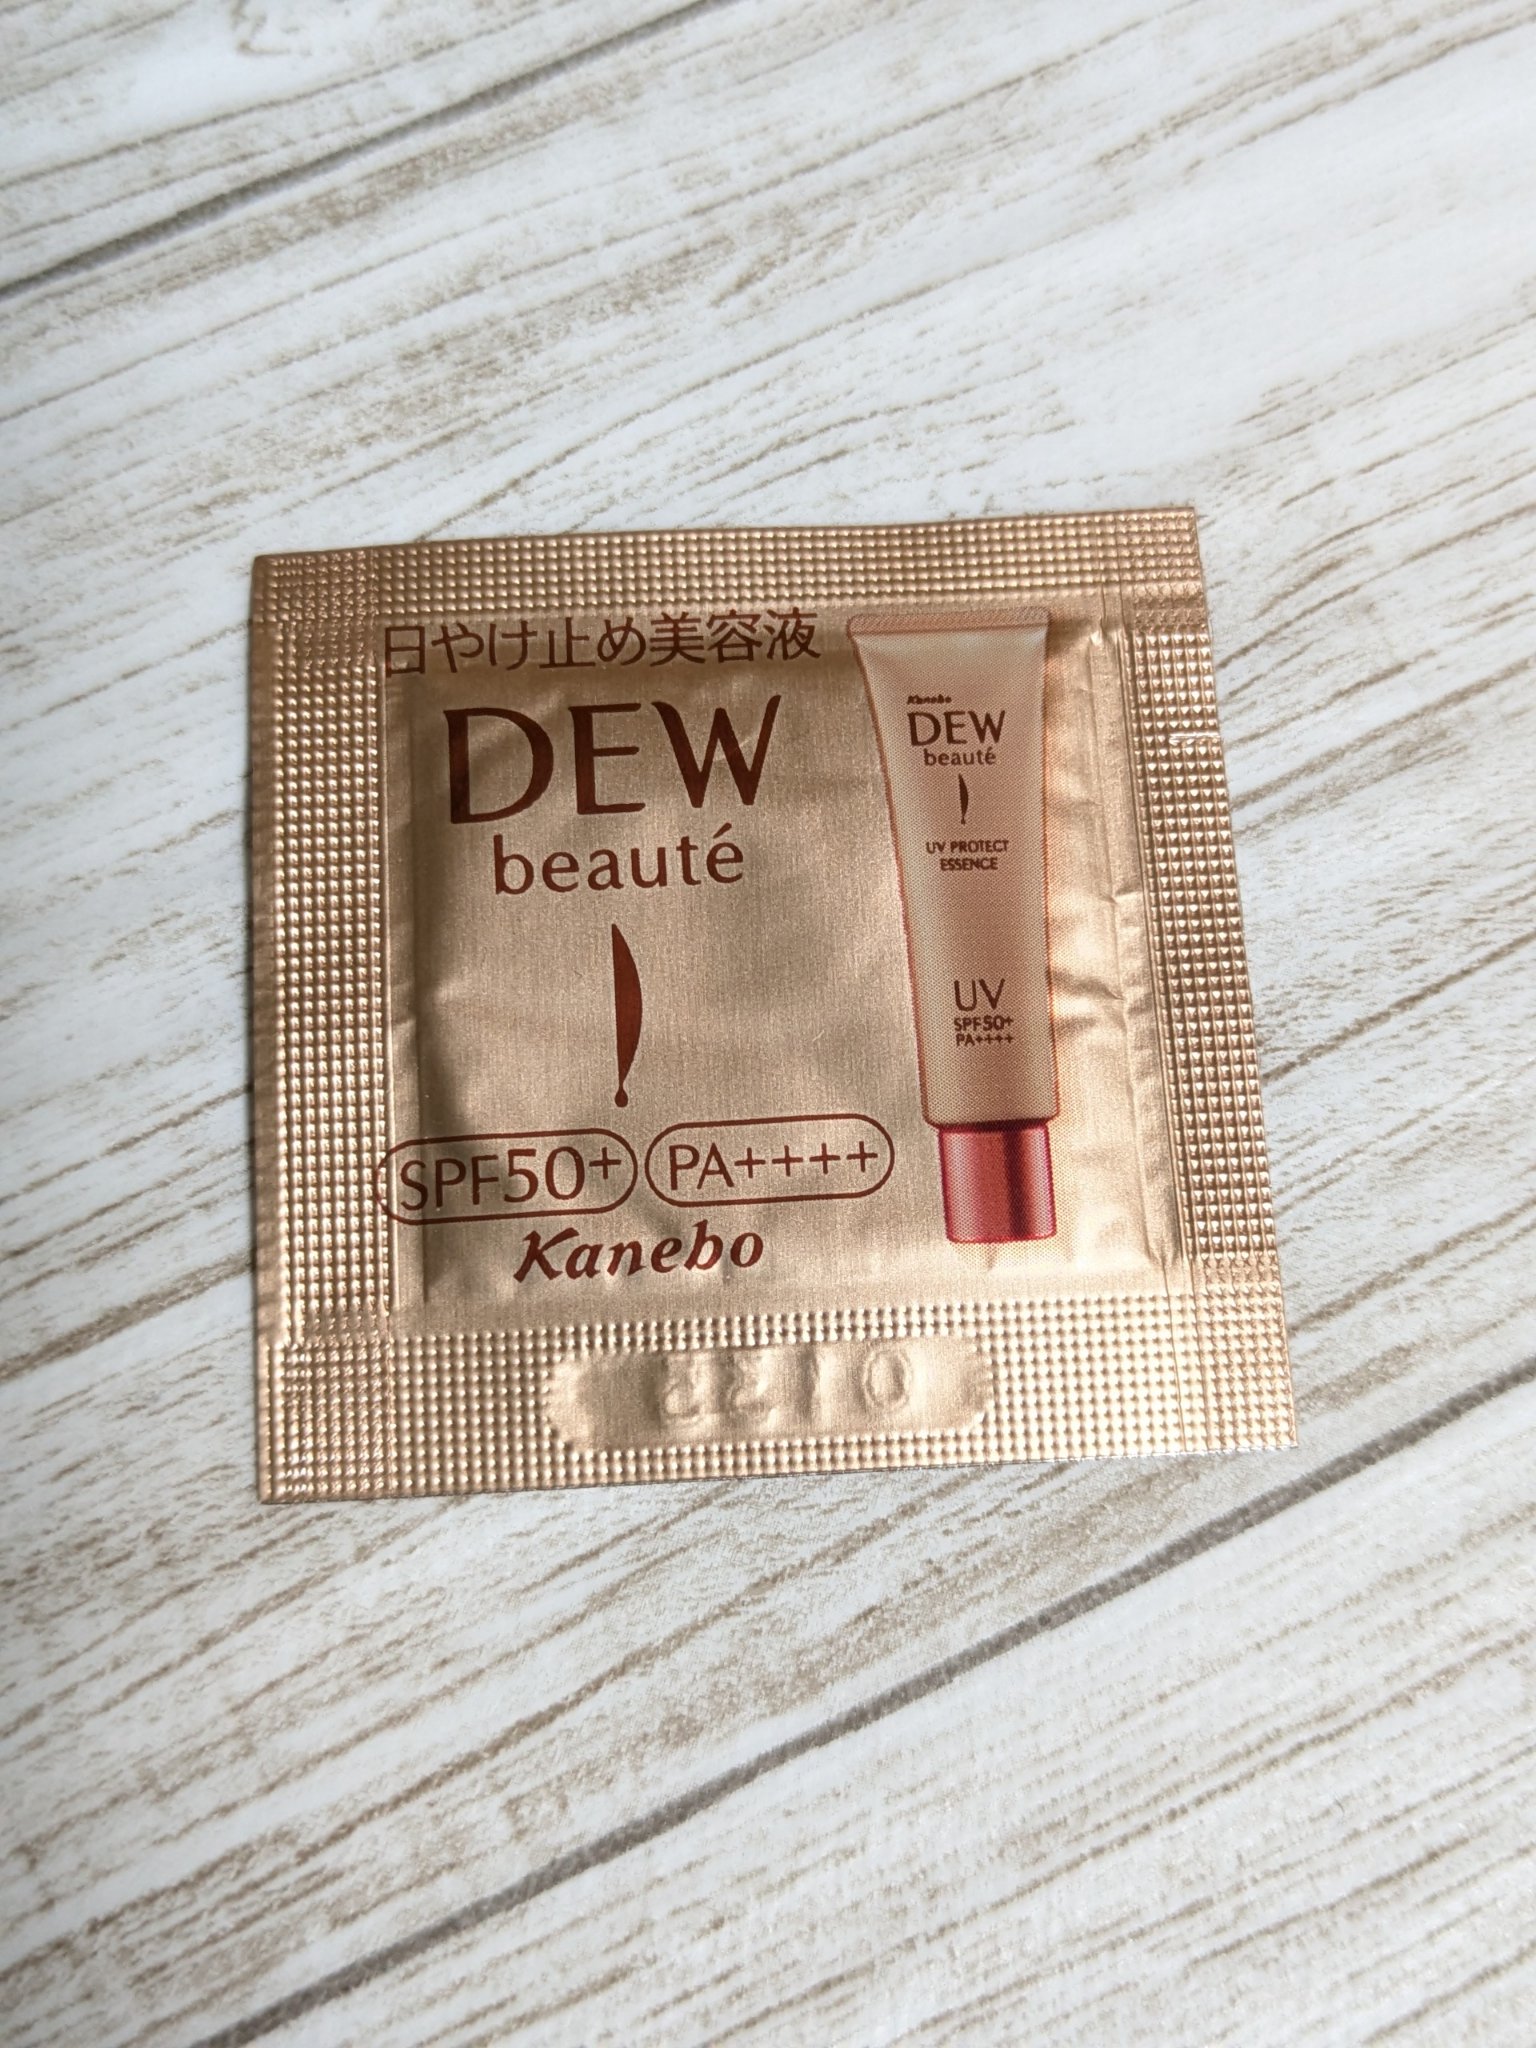 日やけ止め美容液
DEW
beauté
SPF50+ PA++++
Kanebo
Kanebo
DEW
beauté
UV PROTECT
ESSENCE
UV
SPF50+
PA++++